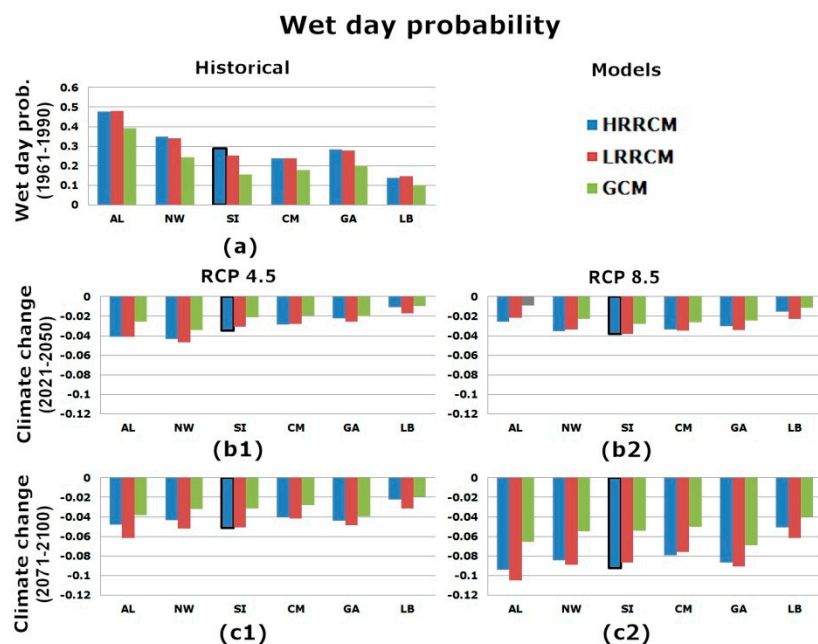 Wet day probability
Historical
Models
Wet day prob.
(1961-1990)
0.6
0.5
0.4
0.3
0.2
0.1
0
AL NW SI CM GA LB
(a)
HRRCM
LRRCM
GCM
RCP 4.5
RCP 8.5
Climate change
(2021-2050)
0
-0.02
-0.04
-0.06
-0.08
-0.1
-0.12
AL NW SI CM GA LB
(b1)
0
-0.02
-0.04
-0.06
-0.08
-0.1
-0.12
AL NW SI CM GA LB
(b2)
Climate change
(2071-2100)
0
-0.02
-0.04
-0.06
-0.08
-0.1
-0.12
AL NW SI CM GA LB
(c1)
0
-0.02
-0.04
-0.06
-0.08
-0.1
-0.12
AL NW SI CM GA LB
(c2)